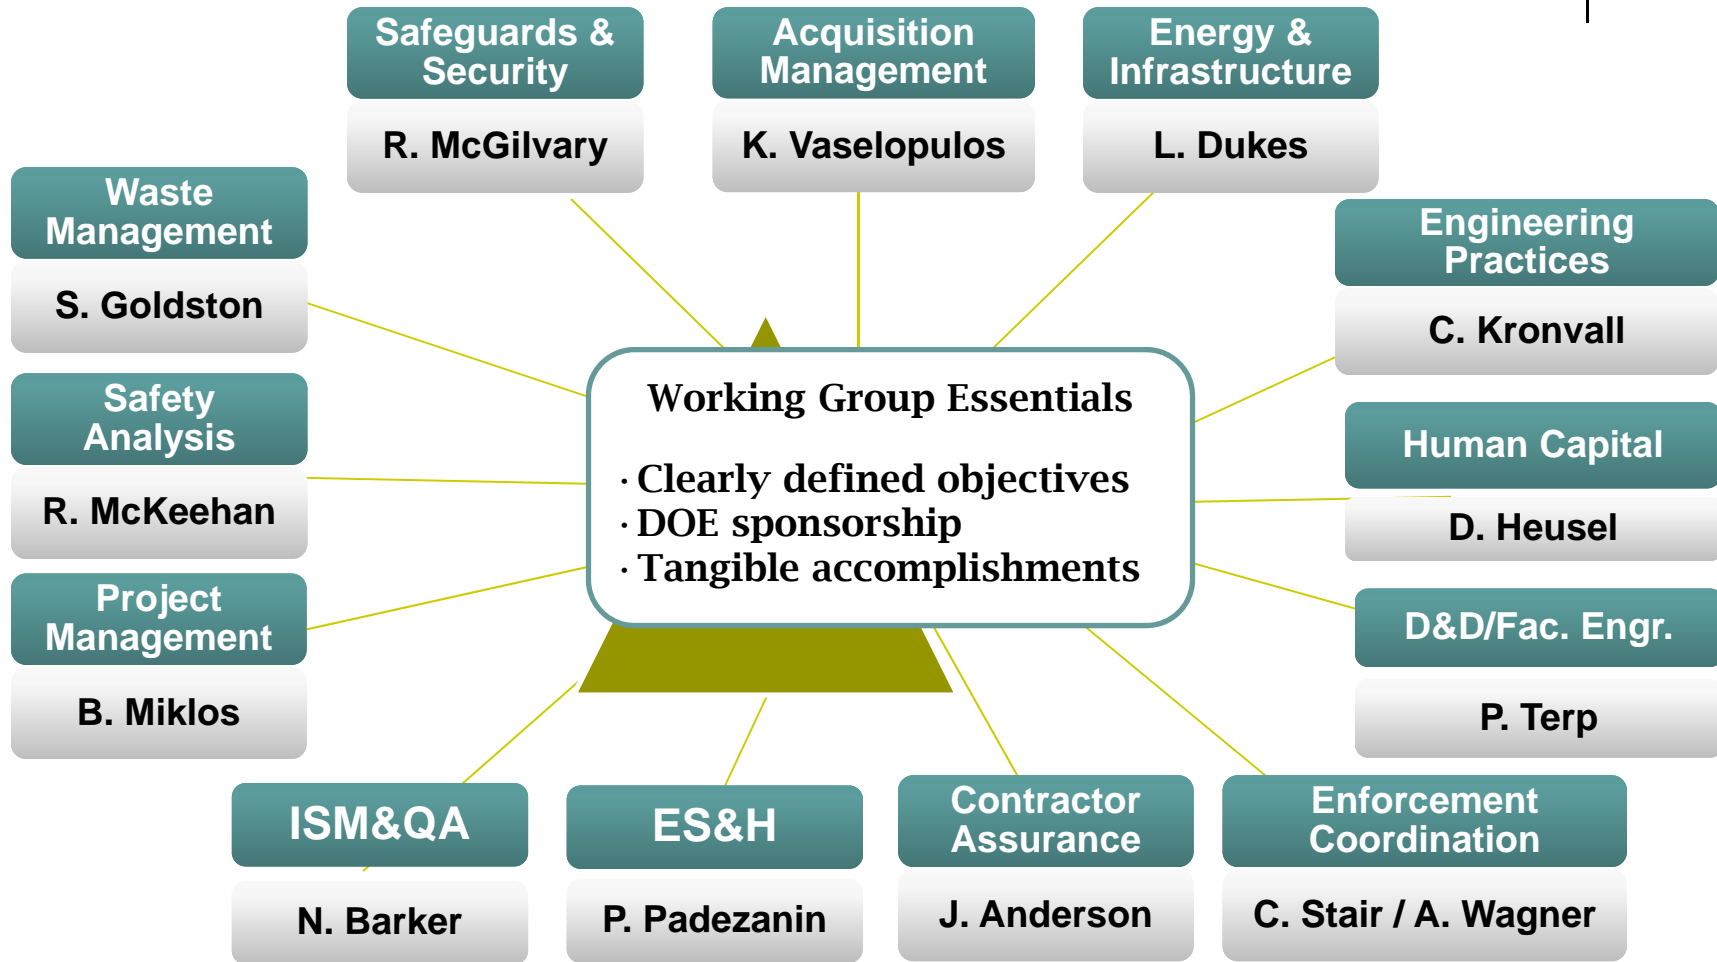 Safeguards &
Security
R. McGilvary
Acquisition
Management
K. Vaselopulos
Energy &
Infrastructure
L. Dukes
Waste
Management
S. Goldston
Engineering
Practices
C. Kronvall
Safety
Analysis
R. McKeehan
Working Group Essentials
· Clearly defined objectives
· DOE sponsorship
· Tangible accomplishments
Human Capital
D. Heusel
Project
Management
B. Miklos
D&D/Fac. Engr.
P. Terp
ISM&QA
N. Barker
ES&H
P. Padezanin
Contractor
Assurance
J. Anderson
Enforcement
Coordination
C. Stair / A. Wagner